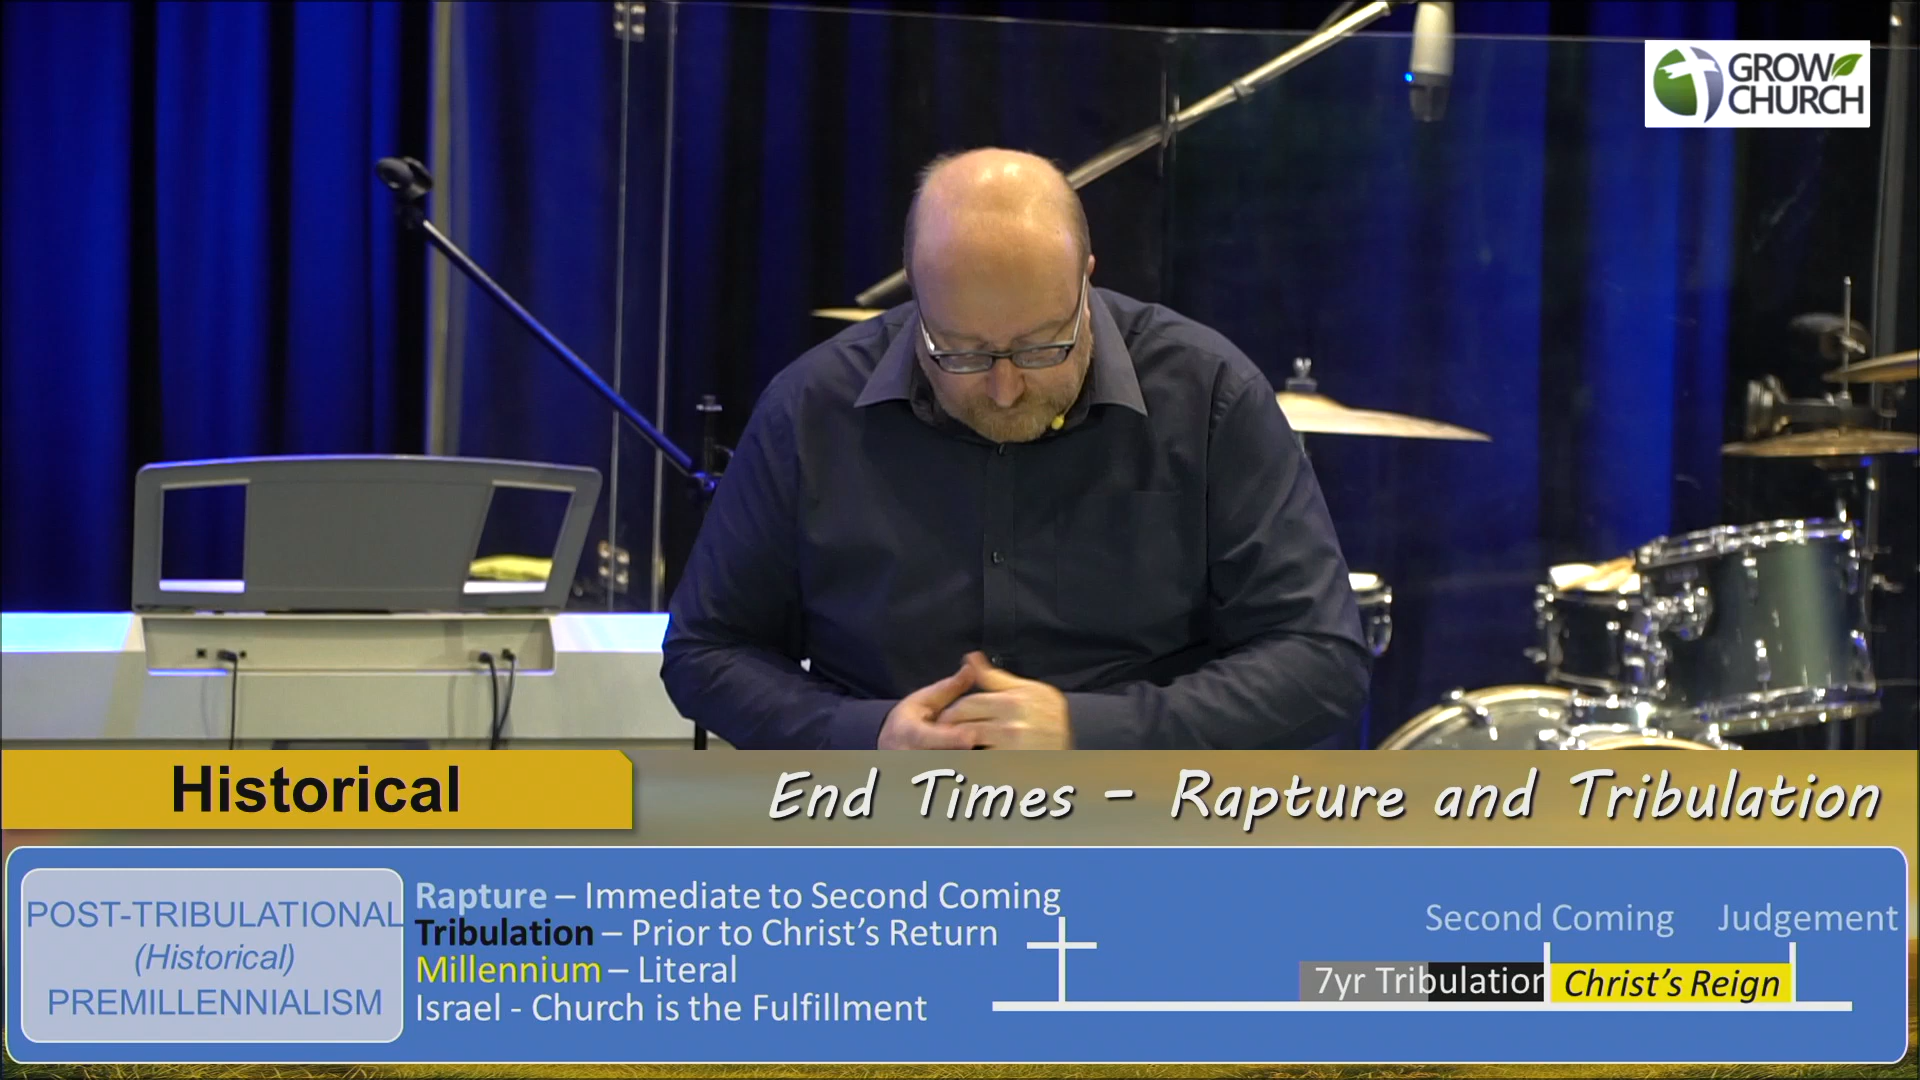 GROW
CHURCH
Historical
End Times - Rapture and Tribulation
POST-TRIBULATIONAL
(Historical)
PREMILLENNIALISM
Rapture – Immediate to Second Coming
Tribulation – Prior to Christ's Return
Millennium – Literal
Israel - Church is the Fulfillment
Second Coming
Judgement
7yr Tribulation
Christ's Reign